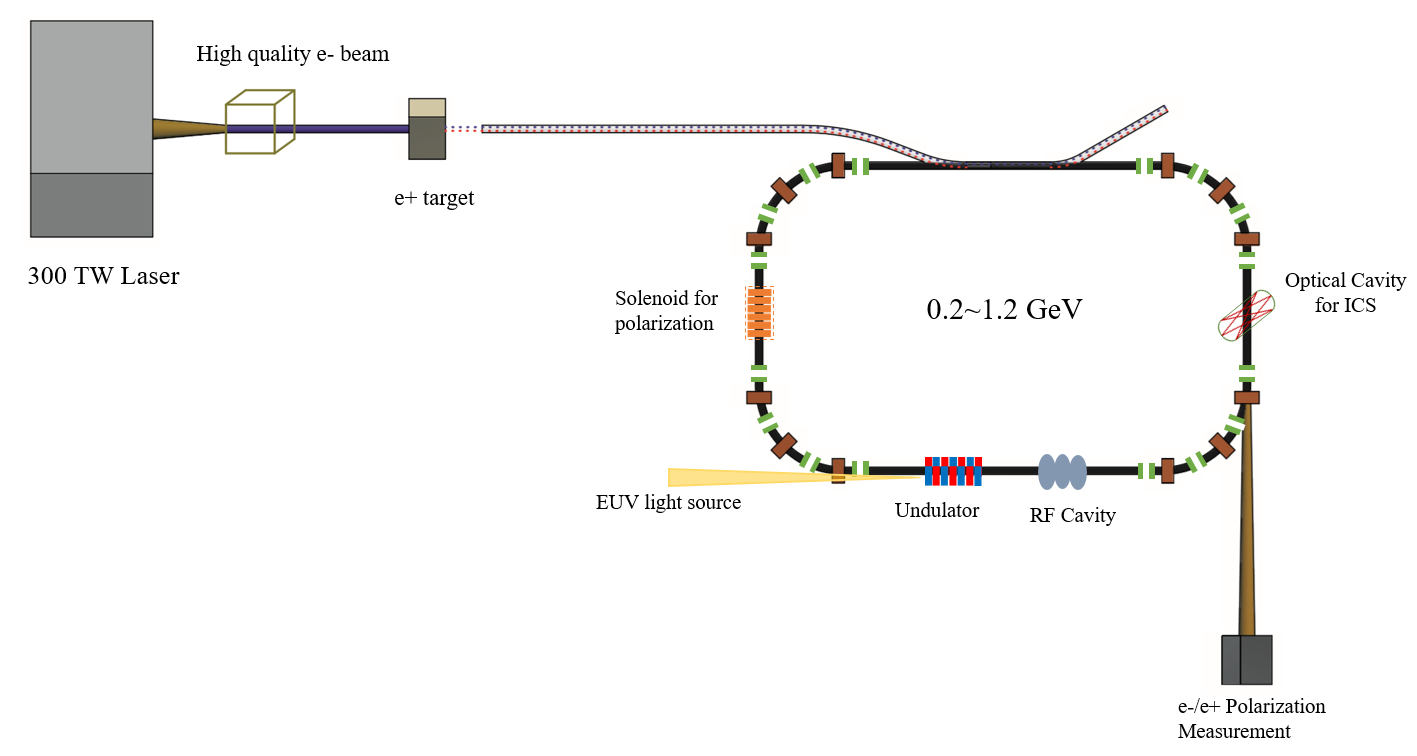 High quality e- beam
e+ target
300 TW Laser
Solenoid for
polarization
0.2~1.2 GeV
Optical Cavity
for ICS
EUV light source
Undulator
RF Cavity
e-/e+ Polarization
Measurement